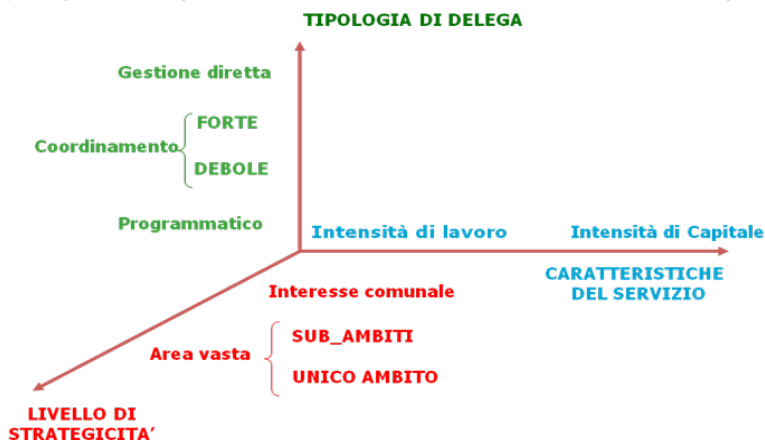 TIPOLOGIA DI DELEGA
Gestione diretta
FORTE
Coordinamento
DEBOLE
Programmatico
Intensità di lavoro
Intensità di Capitale
CARATTERISTICHE
DEL SERVIZIO
Interesse comunale
SUB_AMBITI
Area vasta
UNICO AMBITO
LIVELLO DI
STRATEGICITA’